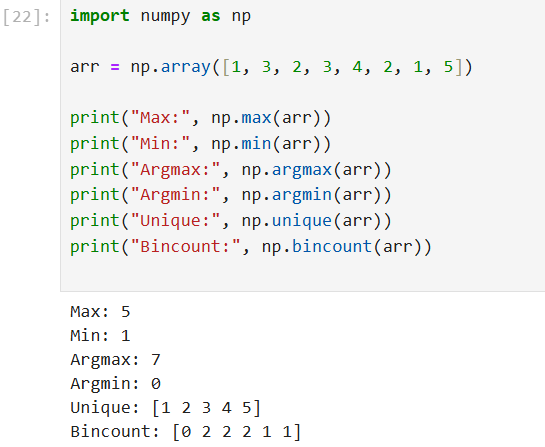 [22]:
import numpy as np
arr = np.array([1, 3, 2, 3, 4, 2, 1, 5])
print("Max:", np.max(arr))
print("Min:", np.min(arr))
print("Argmax:", np.argmax(arr))
print("Argmin:", np.argmin(arr))
print("Unique:", np.unique(arr))
print("Bincount:", np.bincount(arr))
Max: 5
Min: 1
Argmax: 7
Argmin: 0
Unique: [1 2 3 4 5]
Bincount: [0 2 2 2 1 1]